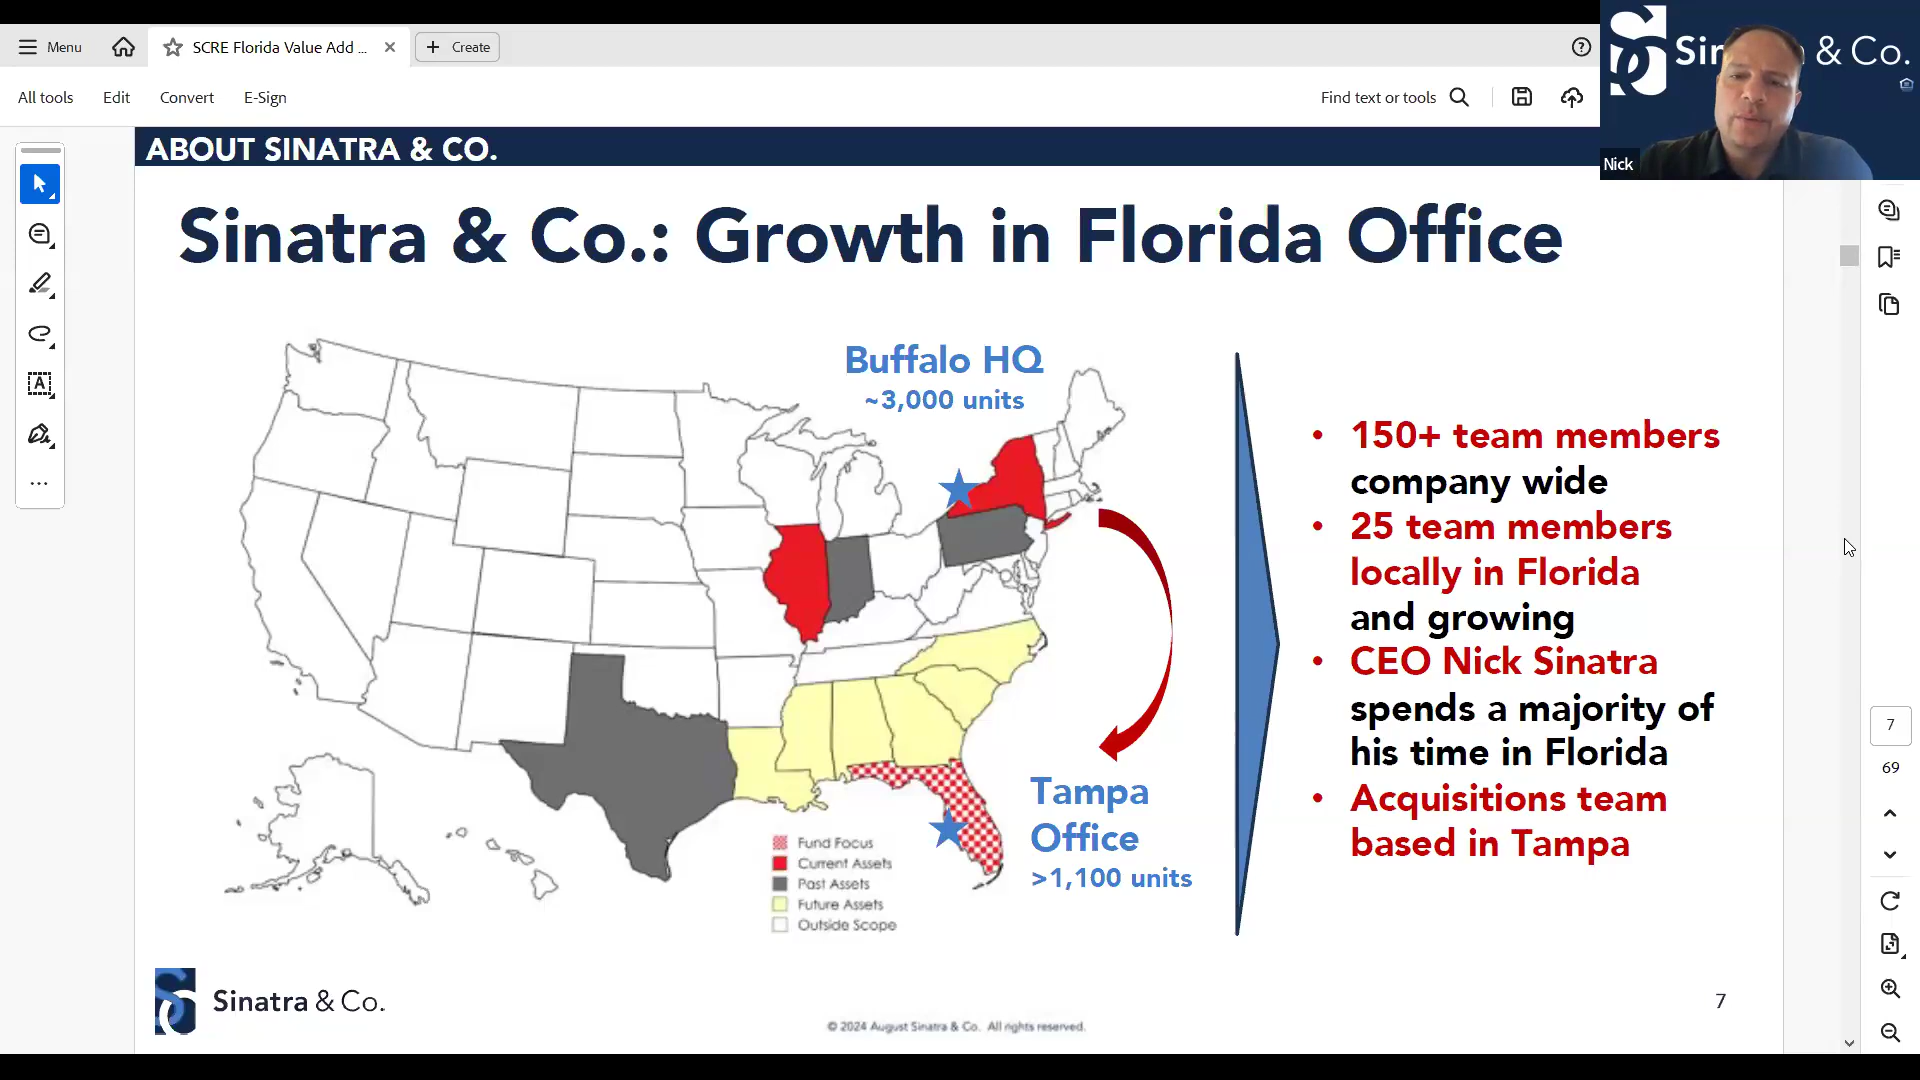 Menu
SCRE Florida Value Add ...
Create
All tools
Edit
Convert
E-Sign
Find text or tools
Sinatra & Co.
Nick
ABOUT SINATRA & CO.
Sinatra & Co.: Growth in Florida Office
Buffalo HQ
~3,000 units
Tampa
Office
>1,100 units
Fund Focus
Current Assets
Past Assets
Future Assets
Outside Scope
• 150+ team members
company wide
• 25 team members
locally in Florida
and growing
• CEO Nick Sinatra
spends a majority of
his time in Florida
• Acquisitions team
based in Tampa
Sinatra & Co.
© 2024 August Sinatra & Co. All rights reserved.
7
7
69